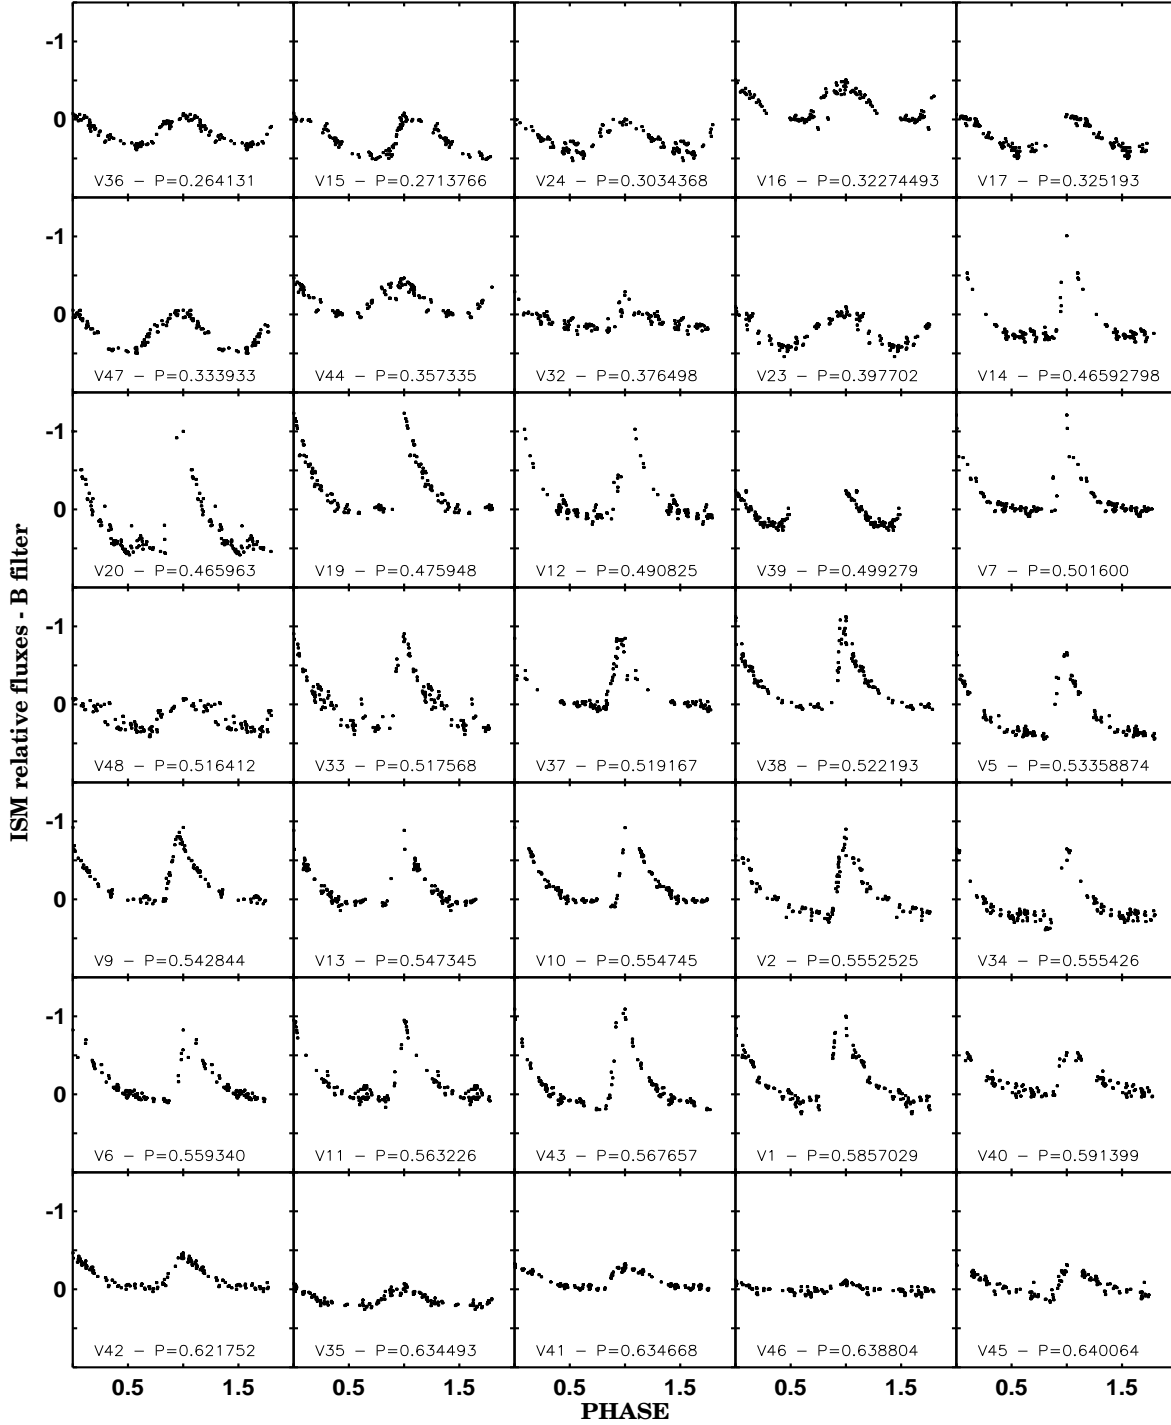 ISM relative fluxes - B filter
-1
0
V36 – P=0.264131
V15 – P=0.2713766
V24 – P=0.3034368
V16 – P=0.32274493
V17 – P=0.325193
-1
0
V47 – P=0.333933
V44 – P=0.357335
V32 – P=0.376498
V23 – P=0.397702
V14 – P=0.46592798
-1
0
V20 – P=0.465963
V19 – P=0.475948
V12 – P=0.490825
V39 – P=0.499279
V7 – P=0.501600
-1
0
V48 – P=0.516412
V33 – P=0.517568
V37 – P=0.519167
V38 – P=0.522193
V5 – P=0.53358874
-1
0
V9 – P=0.542844
V13 – P=0.547345
V10 – P=0.554745
V2 – P=0.5552525
V34 – P=0.555426
-1
0
V6 – P=0.559340
V11 – P=0.563226
V43 – P=0.567657
V1 – P=0.5857029
V40 – P=0.591399
-1
0
V42 – P=0.621752
V35 – P=0.634493
V41 – P=0.634668
V46 – P=0.638804
V45 – P=0.640064
0.5 1.5 0.5 1.5 0.5 1.5 0.5 1.5 0.5 1.5
PHASE